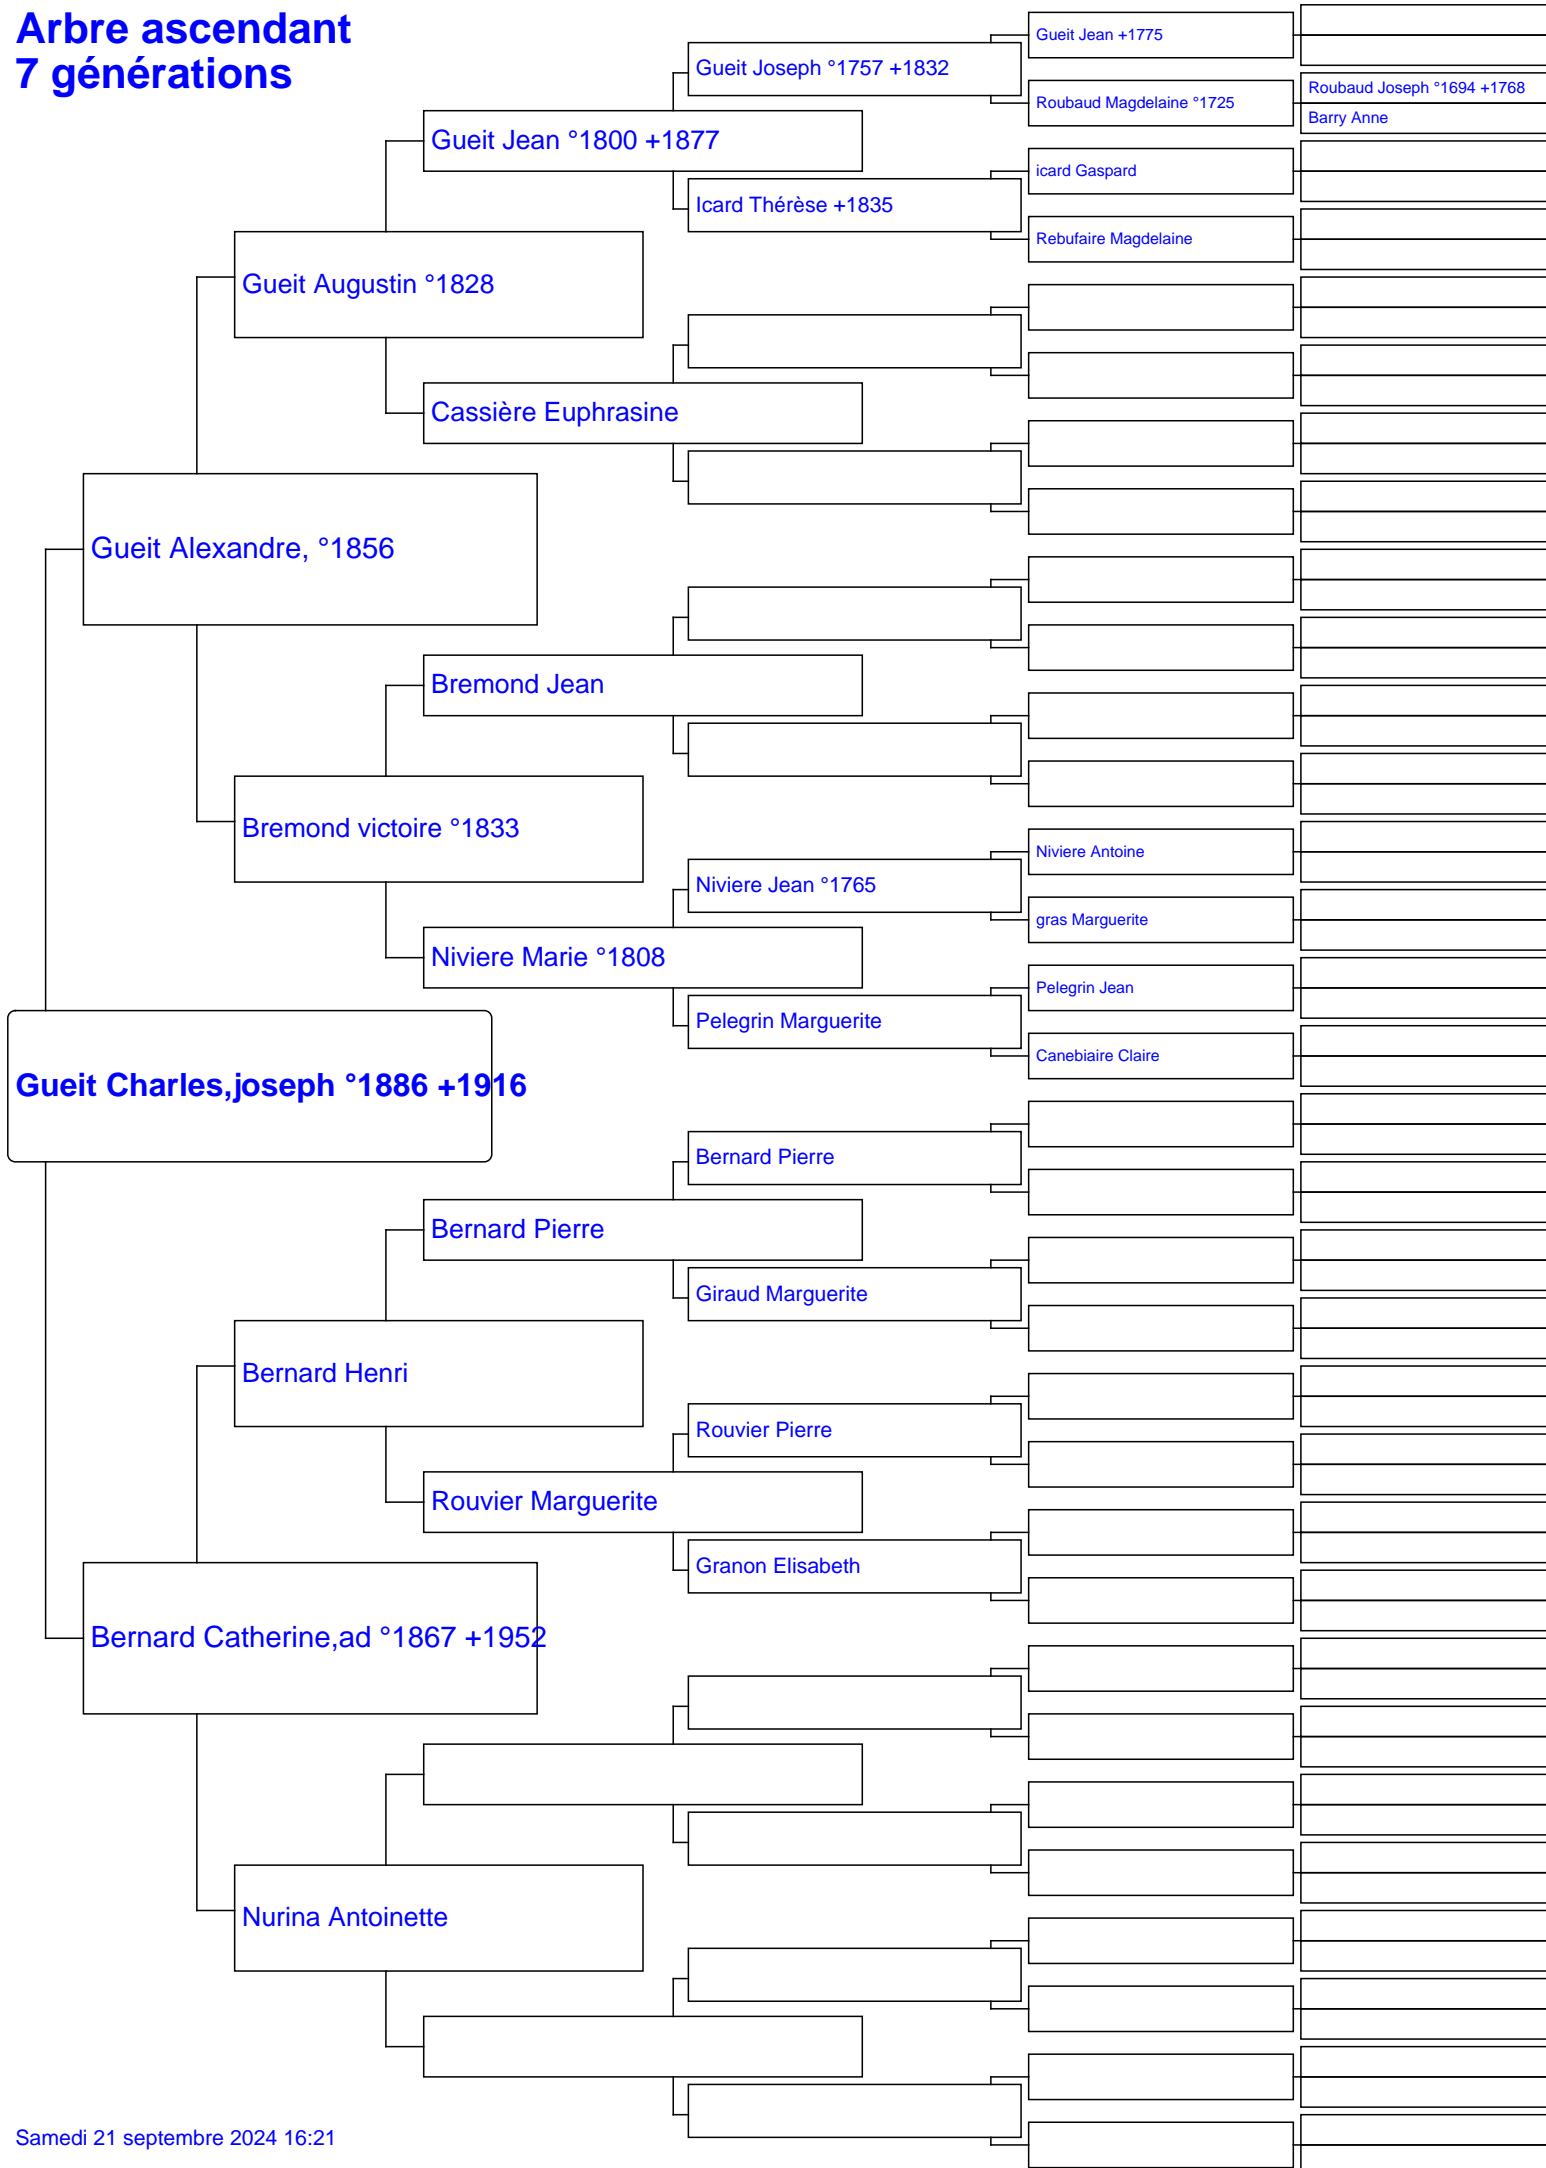 Arbre ascendant
7 générations
Gueit Jean +1775
Gueit Joseph °1757 +1832
Roubaud Joseph °1694 +1768
Roubaud Magdelaine °1725
Barry Anne
Gueit Jean °1800 +1877
icard Gaspard
Icard Thérèse +1835
Rebufaire Magdelaine
Gueit Augustin °1828
Cassière Euphrasine
Gueit Alexandre, °1856
Bremond Jean
Bremond victoire °1833
Niviere Antoine
Niviere Jean °1765
gras Marguerite
Niviere Marie °1808
Pelegrin Jean
Pelegrin Marguerite
Canebiaire Claire
Gueit Charles,joseph °1886 +1916
Bernard Pierre
Bernard Pierre
Giraud Marguerite
Bernard Henri
Rouvier Pierre
Rouvier Marguerite
Granon Elisabeth
Bernard Catherine,ad °1867 +1952
Nurina Antoinette
Samedi 21 septembre 2024 16:21